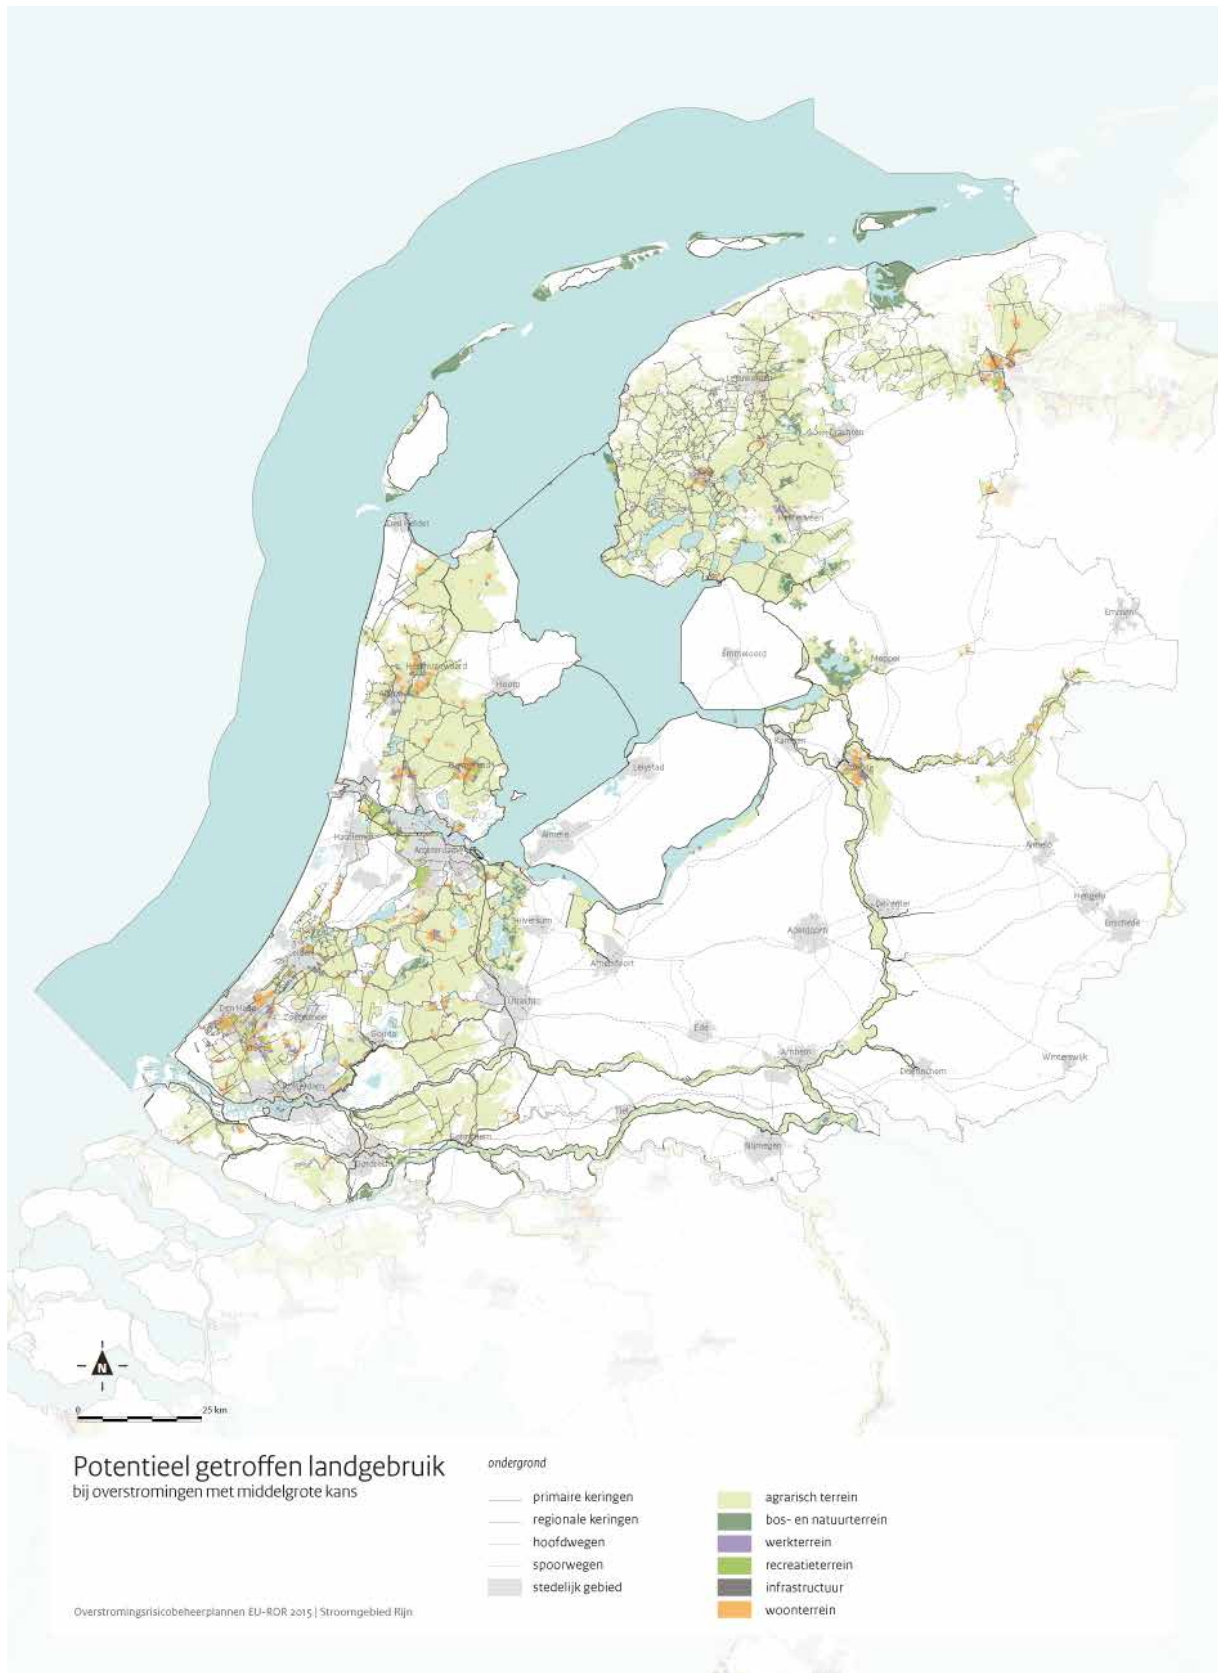 Leeuwarden
Drachten
Heerenveen
Den Helder
Emmen
Heerhugowaard
Emmeloord
Meppel
Hoorn
Alkmaar
Kampen
Lelystad
Purmerend
Zwolle
Haarlem
Almere
Amsterdam
Almelo
Hilversum
Deventer
Hengelo
Enschede
Apeldoorn
Amersfoort
Leiden
Den Haag
Utrecht
Zoetermeer
Gouda
Ede
Arnhem
Doetinchem
Winterswijk
Rotterdam
Tiel
Gorinchem
Nijmegen
Dordrecht
N
0 25 km
Potentieel getroffen landgebruik
bij overstromingen met middelgrote kans
ondergrond
primaire keringen
regionale keringen
hoofdwegen
spoorwegen
stedelijk gebied
agrarisch terrein
bos- en natuurterrein
werkterrein
recreatieterrein
infrastructuur
woonterrein
Overstromingsrisicobeheerplannen EU-ROR 2015 | Stroomgebied Rijn